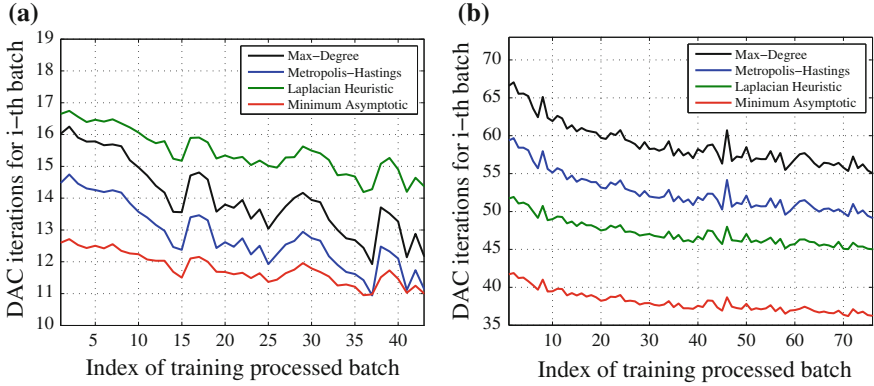 (a)
DAC iterations for i-th batch
19
18
17
16
15
14
13
12
11
10
Max-Degree
Metropolis-Hastings
Laplacian Heuristic
Minimum Asymptotic
5 10 15 20 25 30 35 40
Index of training processed batch
(b)
DAC iterations for i-th batch
70
65
60
55
50
45
40
35
Max-Degree
Metropolis-Hastings
Laplacian Heuristic
Minimum Asymptotic
10 20 30 40 50 60 70
Index of training processed batch